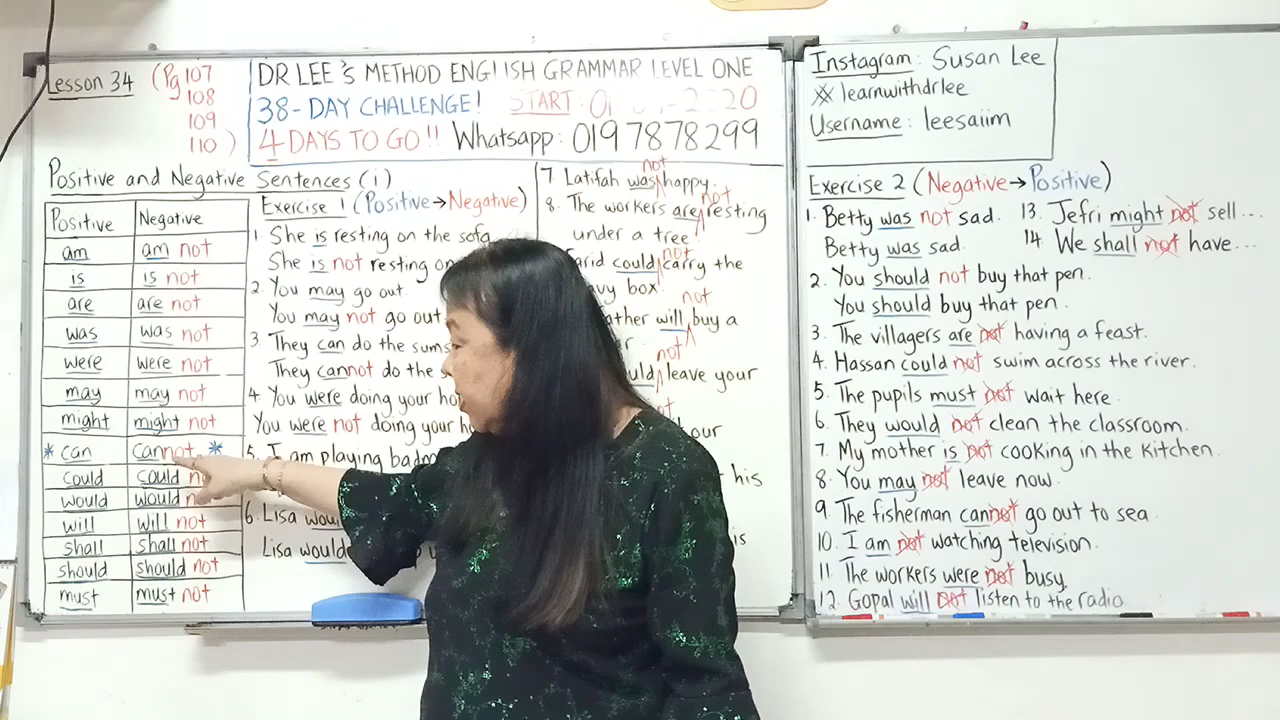 Lesson 34 (Pg 107
108
109
110)
DR LEE'S METHOD ENGLISH GRAMMAR LEVEL ONE
38-DAY CHALLENGE! START:
4 DAYS TO GO!! Whatsapp: 0197878299
Positive and Negative Sentences (1)
Positive Negative
am am not
is is not
are are not
was was not
were were not
may may not
might might not
* can cannot *
could could
would would
will will not
shall shall not
should should not
must must not
Exercise 1 (Positive → Negative)
1. She is resting on the sofa
She is not resting on
2. You may go out.
You may not go out
3. They can do the sums
They cannot do the
4. You were doing your
You were not doing your
5. I am playing
6. Lisa
Lisa would
7. Latifah was not happy.
8. The workers are not resting
under a tree.
could not carry the
box
will not buy a
not leave your
our
his
Instagram: Susan Lee
learnwithdrlee
Username: leesaiim
Exercise 2 (Negative → Positive)
1. Betty was not sad.
Betty was sad.
2. You should not buy that pen.
You should buy that pen.
3. The villagers are not having a feast.
4. Hassan could not swim across the river.
5. The pupils must not wait here.
6. They would not clean the classroom.
7. My mother is not cooking in the kitchen.
8. You may not leave now.
9. The fisherman cannot go out to sea.
10. I am not watching television.
11. The workers were not busy.
12. Gopal will not listen to the radio
13. Jefri might not sell ...
14. We shall not have ...